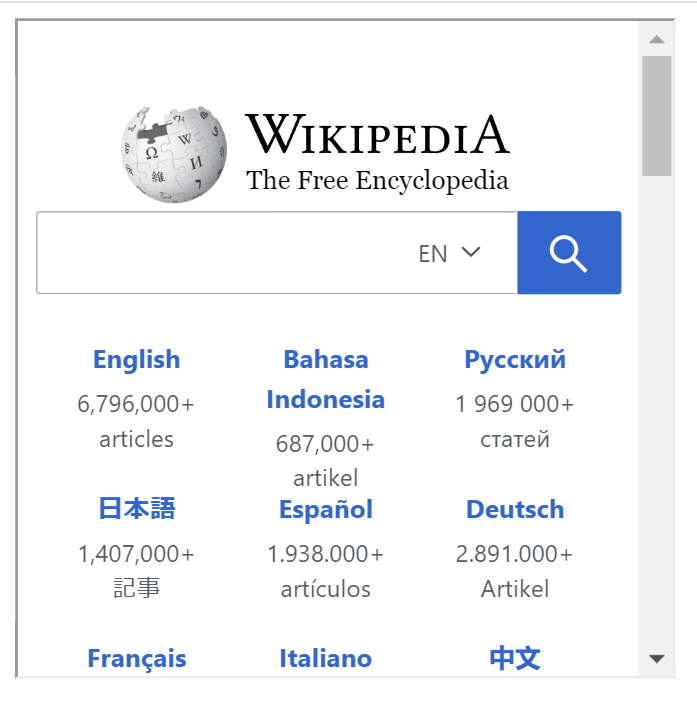 WIKIPEDIA
The Free Encyclopedia
EN
English
6,796,000+
articles
Bahasa
Indonesia
687,000+
artikel
Русский
1 969 000+
статей
日本語
1,407,000+
記事
Español
1.938.000+
artículos
Deutsch
2.891.000+
Artikel
Français
Italiano
中文